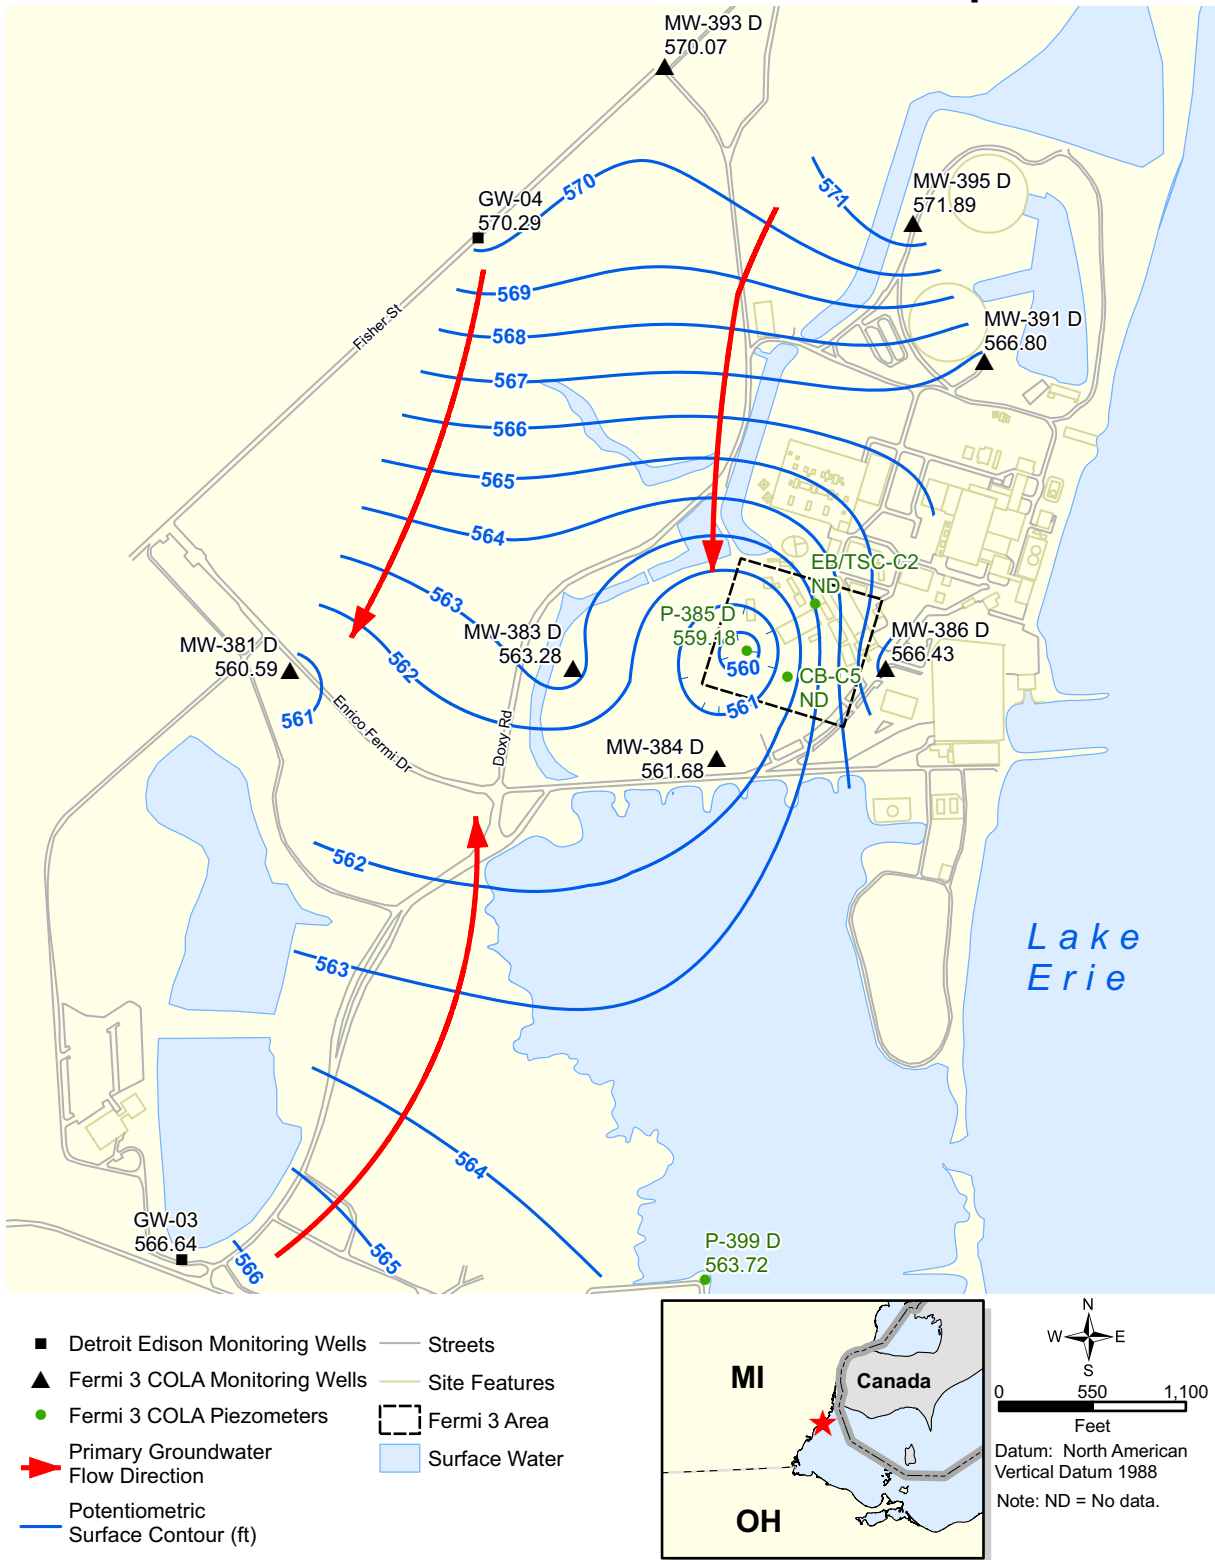 MW-393 D
570.07
MW-395 D
571.89
GW-04
570.29
570
571
569
MW-391 D
566.80
Fisher St
568
567
566
565
564
EB/TSC-C2
ND
563
P-385 D
559.18
MW-383 D
563.28
MW-386 D
566.43
MW-381 D
560.59
562
560
CB-C5
ND
561
561
Enrico Fermi Dr
Doxy Rd
MW-384 D
561.68
562
563
Lake
Erie
564
GW-03
566.64
566
565
P-399 D
563.72
Detroit Edison Monitoring Wells
Fermi 3 COLA Monitoring Wells
Fermi 3 COLA Piezometers
Primary Groundwater
Flow Direction
Potentiometric
Surface Contour (ft)
Streets
Site Features
Fermi 3 Area
Surface Water
MI
Canada
OH
N
W E
S
0 550 1,100
Feet
Datum: North American
Vertical Datum 1988
Note: ND = No data.